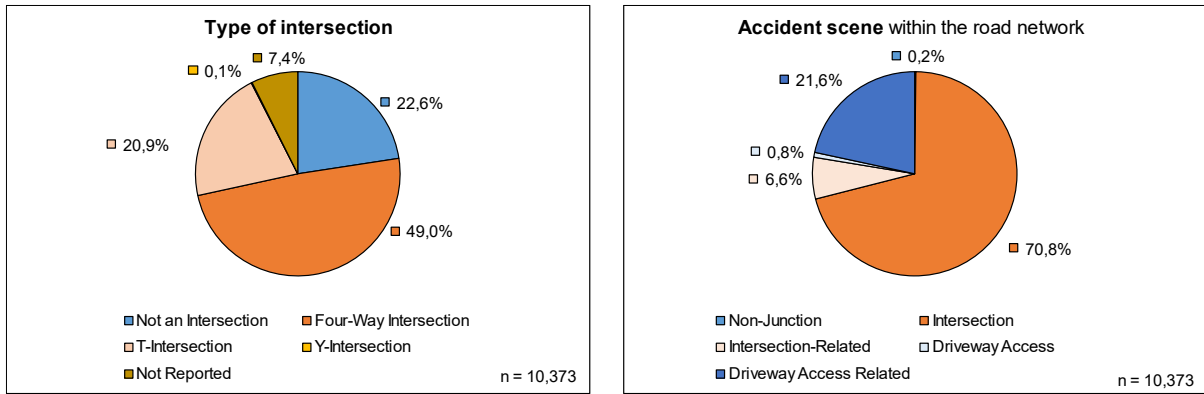 Type of intersection
7,4%
0,1%
22,6%
20,9%
49,0%
Not an Intersection
Four-Way Intersection
T-Intersection
Y-Intersection
Not Reported
n = 10,373
Accident scene within the road network
0,2%
21,6%
0,8%
6,6%
70,8%
Non-Junction
Intersection
Intersection-Related
Driveway Access
Driveway Access Related
n = 10,373